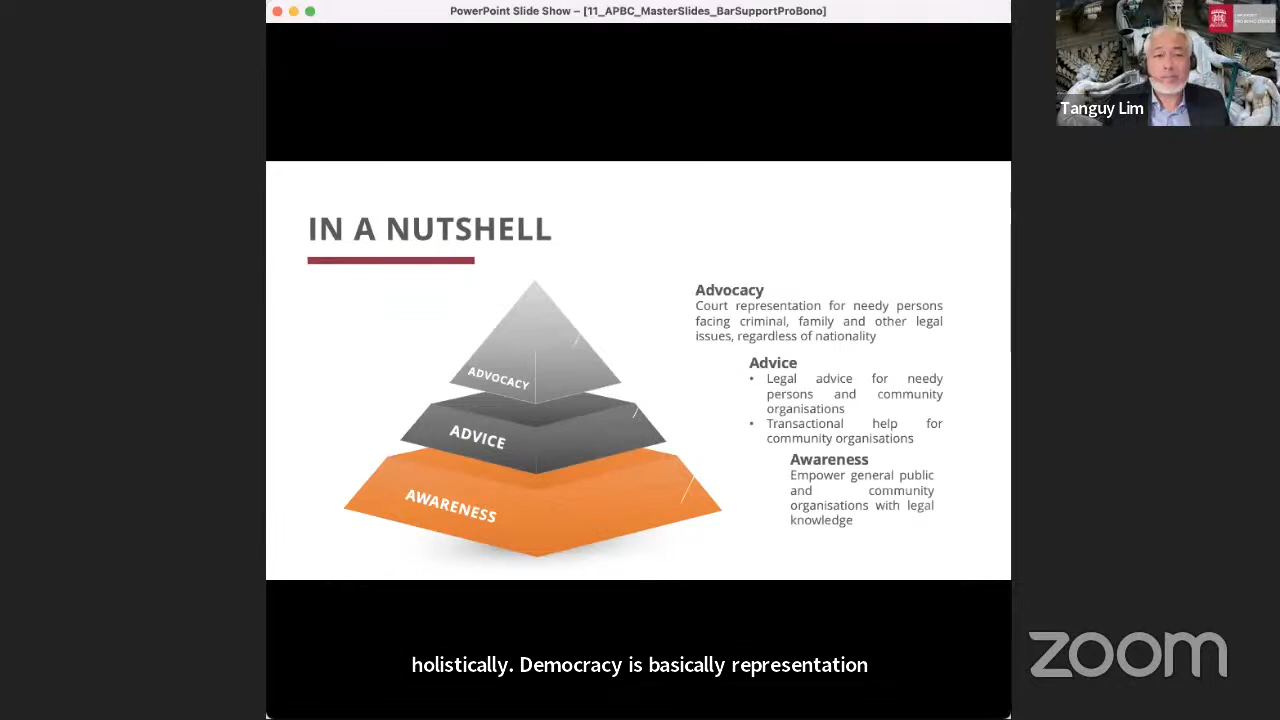 PowerPoint Slide Show – [11_APBC_MasterSlides_BarSupportProBono]
Tanguy Lim
IN A NUTSHELL
ADVOCACY
ADVICE
AWARENESS
Advocacy
Court representation for needy persons
facing criminal, family and other legal
issues, regardless of nationality
Advice
• Legal advice for needy
persons and community
organisations
• Transactional help for
community organisations
Awareness
Empower general public
and community
organisations with legal
knowledge
holistically. Democracy is basically representation
zoom